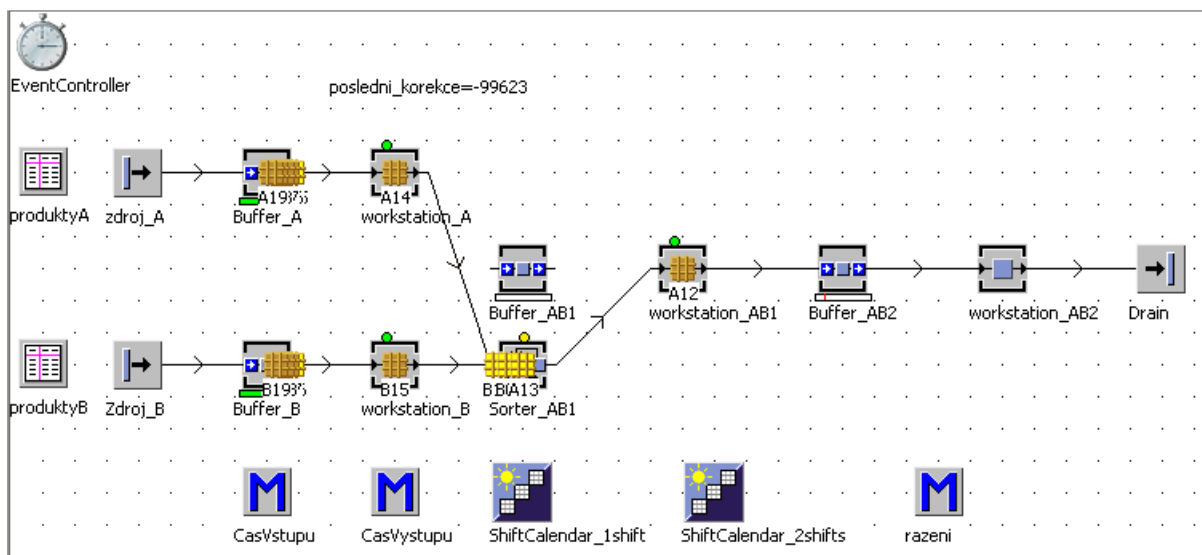 EventController
posledni_korekce=-99623
A14
produktyA
zdroj_A
Buffer_A
workstation_A
A12
Buffer_AB1
workstation_AB1
Buffer_AB2
workstation_AB2
Drain
B15
A13
produktyB
Zdroj_B
Buffer_B
workstation_B
Sorter_AB1
M
M
M
CasVstupu
CasVystupu
ShiftCalendar_1shift
ShiftCalendar_2shifts
razeni